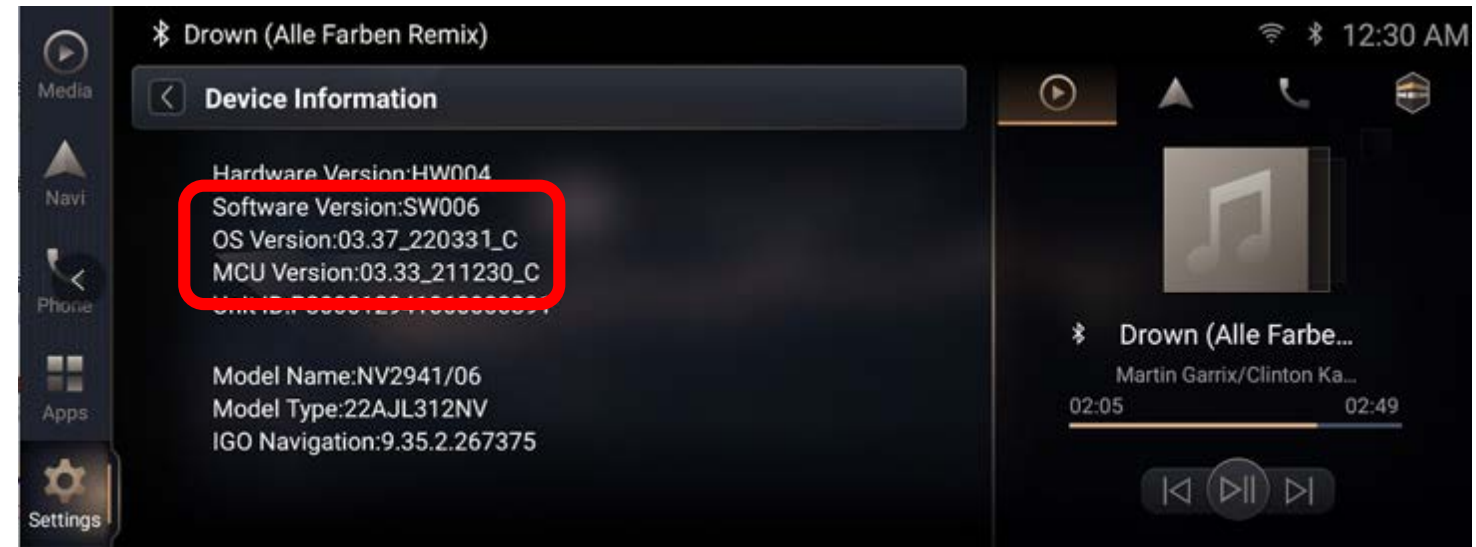 Drown (Alle Farben Remix)
12:30 AM
Media
Navi
Phone
Apps
Settings
Device Information
Hardware Version:HW004
Software Version:SW006
OS Version:03.37_220331_C
MCU Version:03.33_211230_C
Model Name:NV2941/06
Model Type:22AJL312NV
IGO Navigation:9.35.2.267375
Drown (Alle Farbe...
Martin Garrix/Clinton Ka...
02:05
02:49